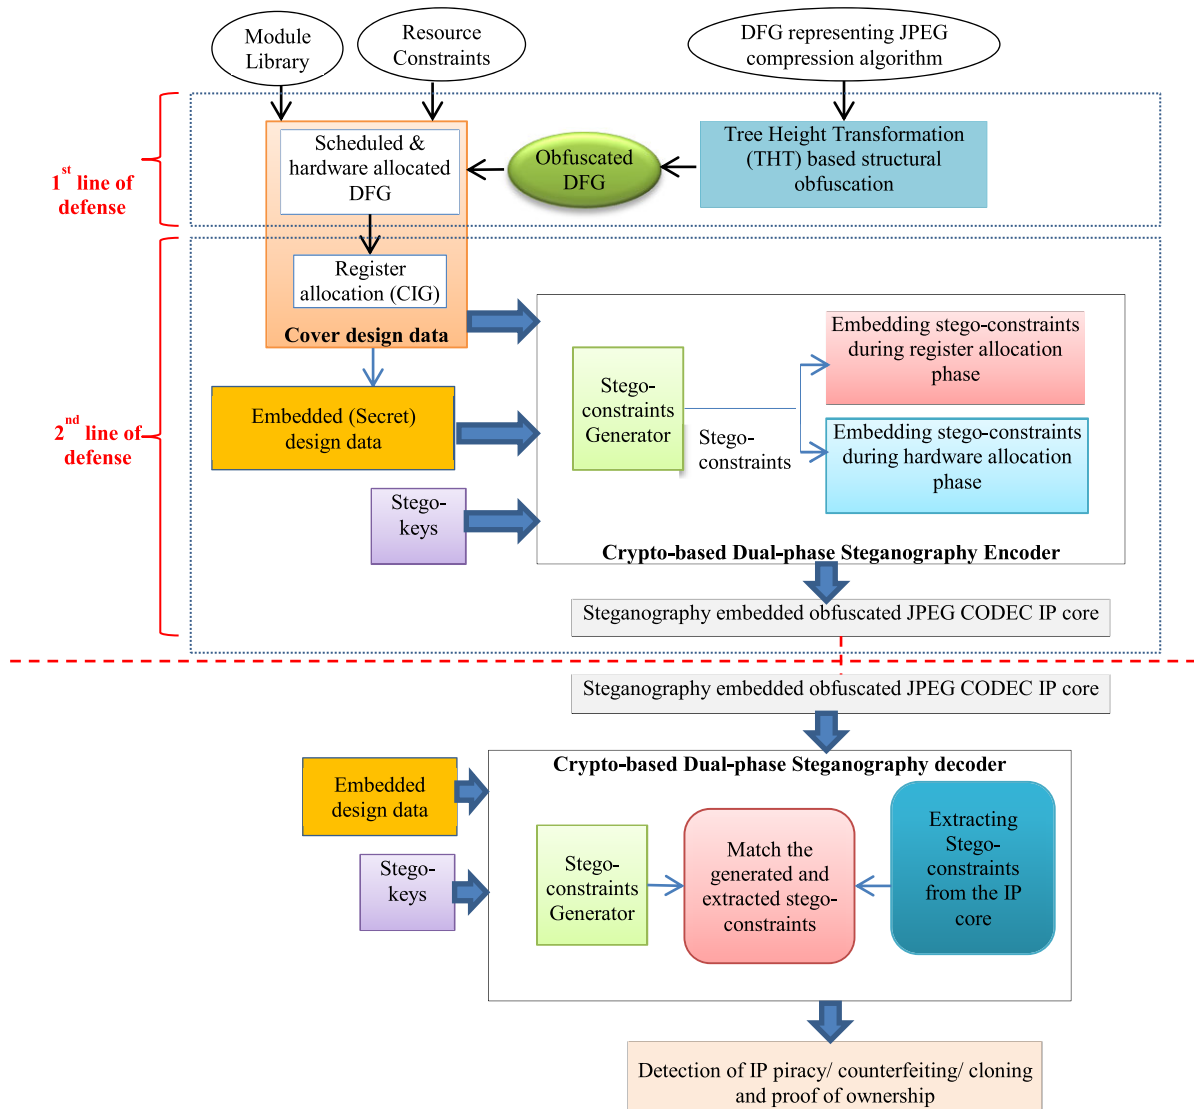 Module
Library
Resource
Constraints
DFG representing JPEG
compression algorithm
1st line of
defense
Scheduled &
hardware allocated
DFG
Obfuscated
DFG
Tree Height Transformation
(THT) based structural
obfuscation
Register
allocation (CIG)
Cover design data
2nd line of
defense
Embedded (Secret)
design data
Stego-
keys
Stego-
constraints
Generator
Stego-
constraints
Embedding stego-constraints
during register allocation
phase
Embedding stego-constraints
during hardware allocation
phase
Crypto-based Dual-phase Steganography Encoder
Steganography embedded obfuscated JPEG CODEC IP core
Steganography embedded obfuscated JPEG CODEC IP core
Crypto-based Dual-phase Steganography decoder
Embedded
design data
Stego-
keys
Stego-
constraints
Generator
Match the
generated and
extracted stego-
constraints
Extracting
Stego-
constraints
from the IP
core
Detection of IP piracy/ counterfeiting/ cloning
and proof of ownership